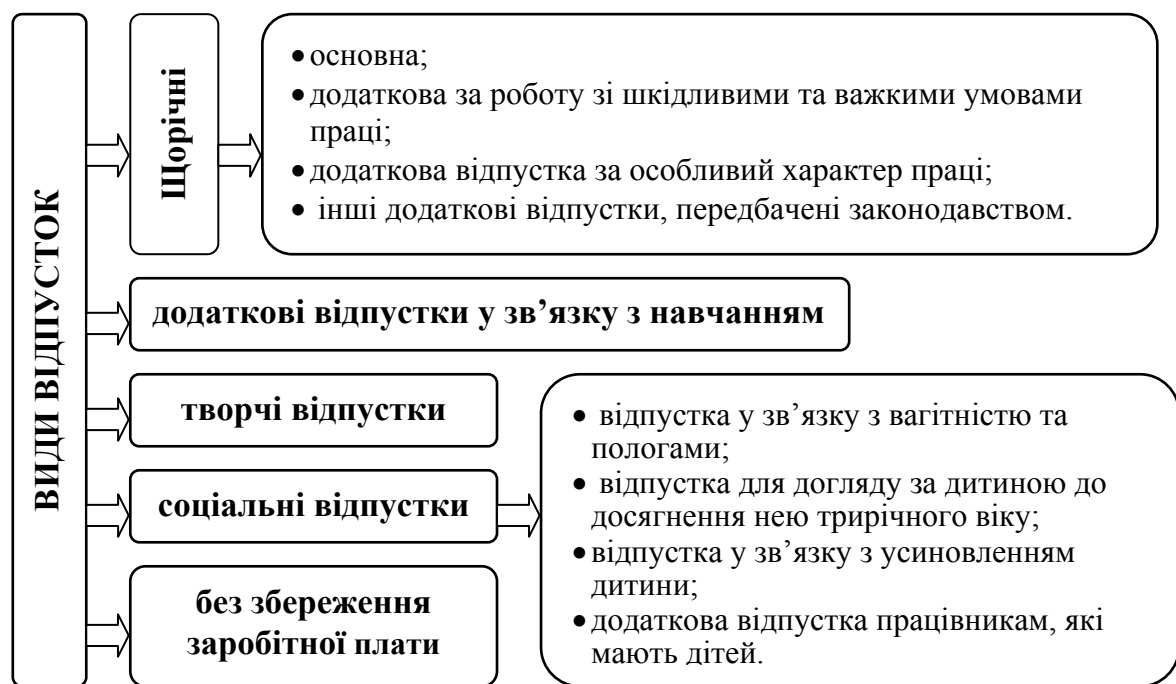 ВИДИ ВІДПУСТОК
Щорічні
• основна;
• додаткова за роботу зі шкідливими та важкими умовами
праці;
• додаткова відпустка за особливий характер праці;
• інші додаткові відпустки, передбачені законодавством.
додаткові відпустки у зв’язку з навчанням
творчі відпустки
соціальні відпустки
• відпустка у зв’язку з вагітністю та
пологами;
• відпустка для догляду за дитиною до
досягнення нею трирічного віку;
• відпустка у зв’язку з усиновленням
дитини;
• додаткова відпустка працівникам, які
мають дітей.
без збереження
заробітної плати